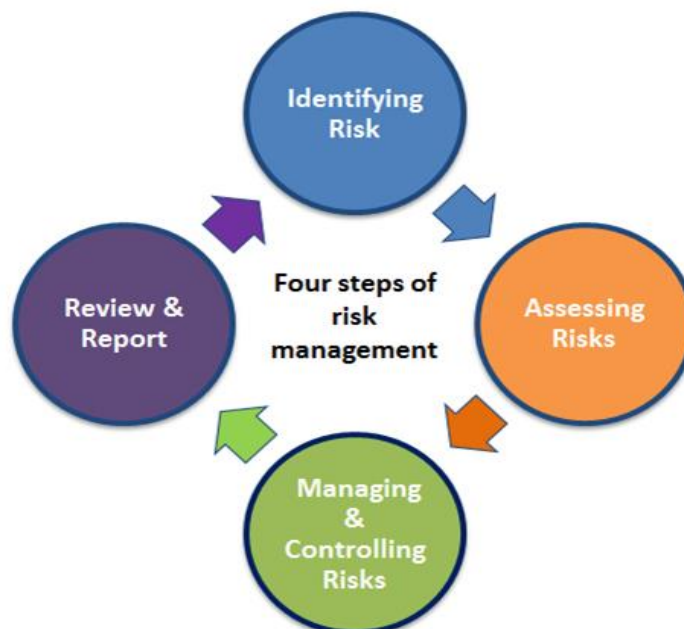 Identifying
Risk
Four steps of
risk
management
Assessing
Risks
Managing
&
Controlling
Risks
Review &
Report